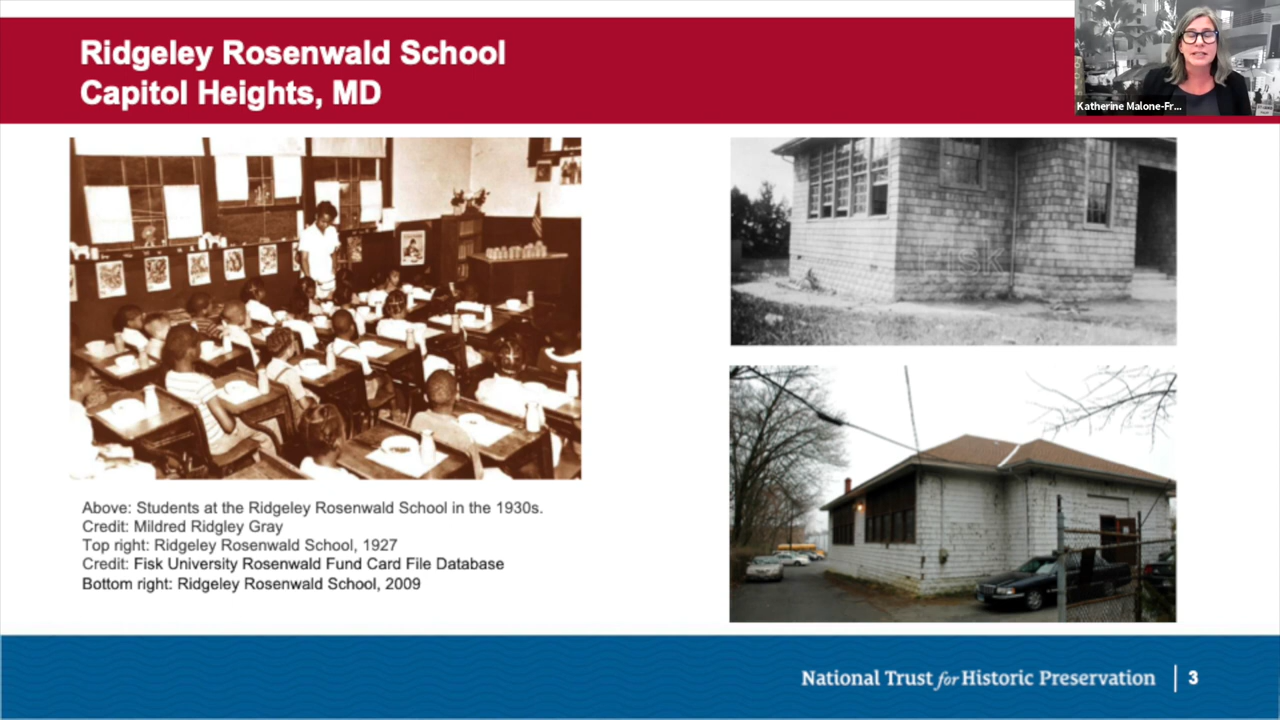 Ridgeley Rosenwald School
Capitol Heights, MD
Katherine Malone-Fr...
FISK
Above: Students at the Ridgeley Rosenwald School in the 1930s.
Credit: Mildred Ridgley Gray
Top right: Ridgeley Rosenwald School, 1927
Credit: Fisk University Rosenwald Fund Card File Database
Bottom right: Ridgeley Rosenwald School, 2009
National Trust for Historic Preservation
3